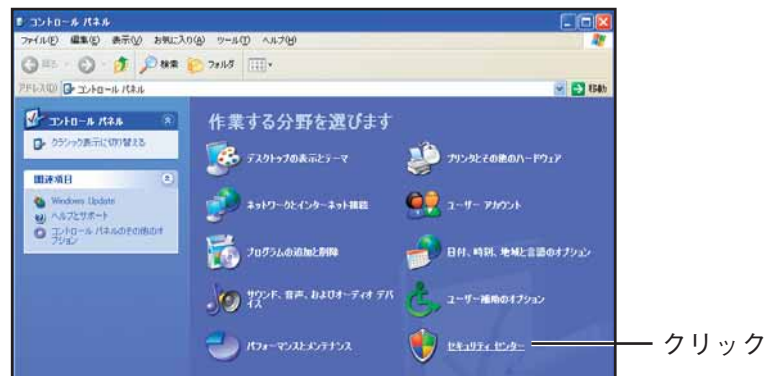 コントロール パネル
ファイル(F) 編集(E) 表示(V) お気に入り(A) ツール(T) ヘルプ(H)
戻る 検索 フォルダ
アドレス(D) コントロール パネル 移動
コントロール パネル
クラシック表示に切り替える
関連項目
Windows Update
ヘルプとサポート
コントロール パネルのその他のオプション
作業する分野を選びます
デスクトップの表示とテーマ
プリンタとその他のハードウェア
ネットワークとインターネット接続
ユーザー アカウント
プログラムの追加と削除
日付、時刻、地域と言語のオプション
サウンド、音声、およびオーディオ デバイス
ユーザー補助のオプション
パフォーマンスとメンテナンス
セキュリティ センター
クリック